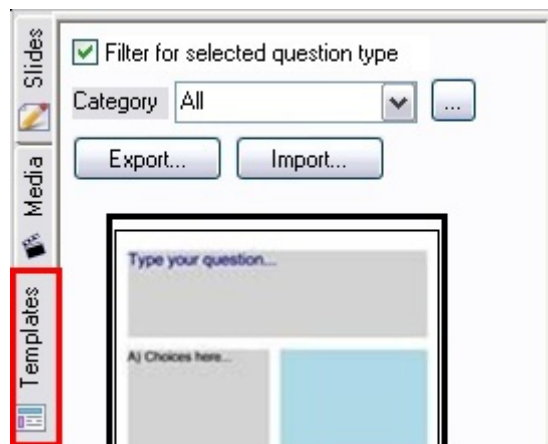 Slides
Media
Templates
Filter for selected question type
Category All ...
Export... Import...
Type your question...
A) Choices here...